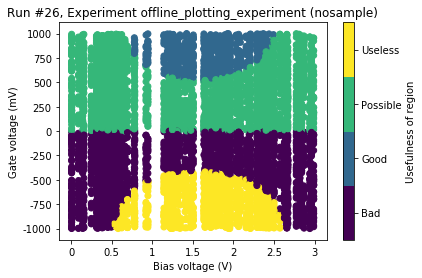 Run #26, Experiment offline_plotting_experiment (nosample)
1000
750
500
250
0
-250
-500
-750
-1000
Gate voltage (mV)
0
0.5
1
1.5
2
2.5
3
Bias voltage (V)
Useless
Possible
Good
Bad
Usefulness of region